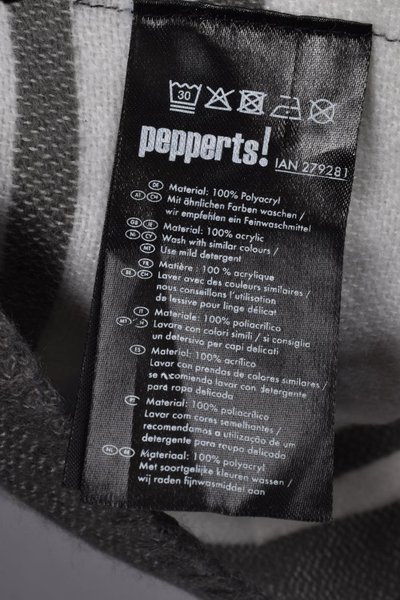 30
pepperts! IAN 279281
DE Material: 100% Polyacryl
AT CH Mit ähnlichen Farben waschen /
wir empfehlen ein Feinwaschmittel
GB IE Material: 100% acrylic
NI CY Wash with similar colours /
MT Use mild detergent
FR Matière : 100 % acrylique
BE CH Laver avec des couleurs similaires /
nous conseillons l'utilisation
de lessive pour linge délicat
IT Materiale: 100% poliacrilico
MT Lavare con colori simili / si consiglia
un detersivo per capi delicati
ES Material: 100% acrílico
Lavar con prendas de colores similares /
se recomienda lavar con detergente
para ropa delicada
PT Material: 100% poliacrílico
Lavar com cores semelhantes /
recomendamos a utilização de um
detergente para roupa delicada
NL BE Materiaal: 100% polyacryl
Met soortgelijke kleuren wassen /
wij raden fijnwasmiddel aan